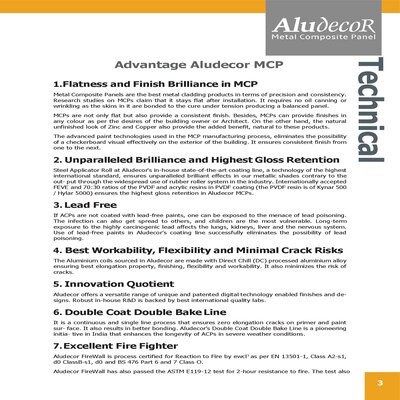 AludecoR
Metal Composite Panel
Technical
Advantage Aludecor MCP
1.Flatness and Finish Brilliance in MCP
Metal Composite Panels are the best metal cladding products in terms of precision and consistency.
Research studies on MCPs claim that it stays flat after installation. It requires no oil canning or
wrinkling as the skins in it are bonded to the core under tension producing a balanced panel.
MCPs are not only flat but also provide a consistent finish. Besides, MCPs can provide finishes in
any colour as per the desires of the building owner or Architect. On the other hand, the natural
unfinished look of Zinc and Copper also provide the added benefit, natural to these products.
The advanced paint technologies used in the MCP manufacturing process, eliminates the possibility
of a checkerboard visual effectively on the exterior of the building. It ensures consistent finish from
one to the next.
2. Unparalleled Brilliance and Highest Gloss Retention
Steel Applicator Roll at Aludecor's in-house state-of-the-art coating line, a technology of the highest
international standard, ensures unparalleled brilliant effects in our metallic shades contrary to the
out- put through the widespread use of rubber roller system in the industry. Internationally accepted
FEVE and 70:30 ratios of the PVDF and acrylic resins in PVDF coating (the PVDF resin is of Kynar 500
/ Hylar 5000) ensures the highest gloss retention in Aludecor MCPs.
3. Lead Free
If ACPs are not coated with lead-free paints, one can be exposed to the menace of lead poisoning.
The infection can also get spread to others, and children are the most vulnerable. Long-term
exposure to the highly carcinogenic lead affects the lungs, kidneys, liver and the nervous system.
Use of lead-free paints in Aludecor's coating line successfully eliminates the possibility of lead
poisoning.
4. Best Workability, Flexibility and Minimal Crack Risks
The Aluminium coils sourced in Aludecor are made with Direct Chill (DC) processed aluminium alloy
ensuring best elongation property, finishing, flexibility and workability. It also minimizes the risk of
cracks.
5. Innovation Quotient
Aludecor offers a versatile range of unique and patented digital technology enabled finishes and de-
signs. Robust in-house R&D is backed by best international quality labs.
6. Double Coat Double Bake Line
It is a continuous and single line process that ensures zero elongation cracks on primer and paint
sur- face. It also results in better bonding. Aludecor's Double Coat Double Bake Line is a pioneering
initia- tive in India that enhances the longevity of ACPs in severe weather conditions.
7. Excellent Fire Fighter
Aludecor FireWall is process certified for Reaction to Fire by ewcl' as per EN 13501-1, Class A2-s1,
d0 ClassB-s1, d0 and BS 476 Part 6 and 7 Class O.
Aludecor FireWall has also passed the ASTM E119-12 test for 2-hour resistance to fire. The test also
3